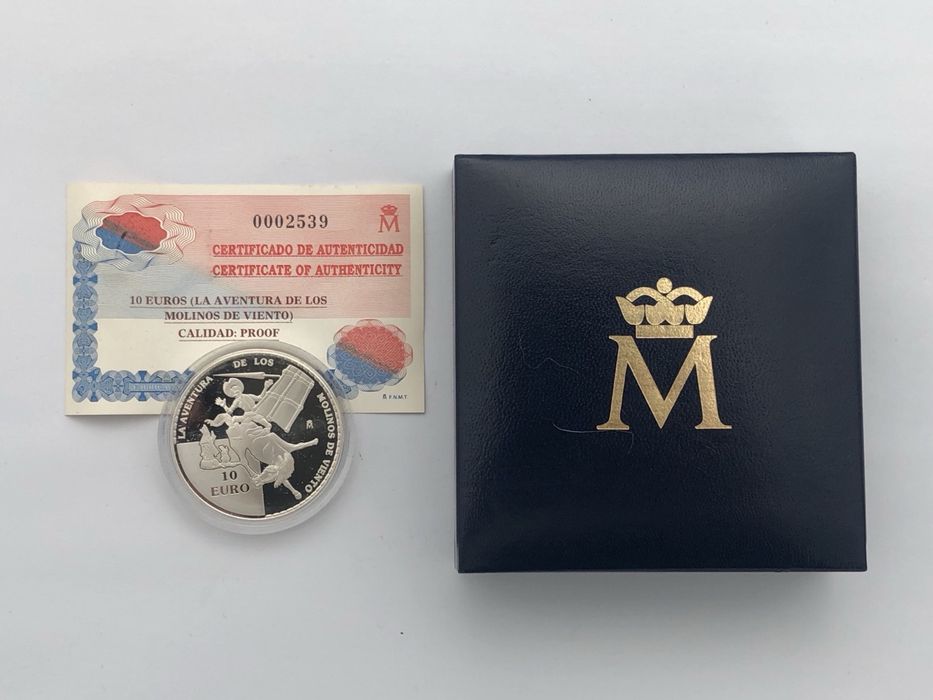 0002539
M
CERTIFICADO DE AUTENTICIDAD
CERTIFICATE OF AUTHENTICITY
10 EUROS (LA AVENTURA DE LOS
MOLINOS DE VIENTO)
CALIDAD: PROOF
F.N.M.T.
LA AVENTURA DE LOS MOLINOS DE VIENTO
M
10
EURO
M